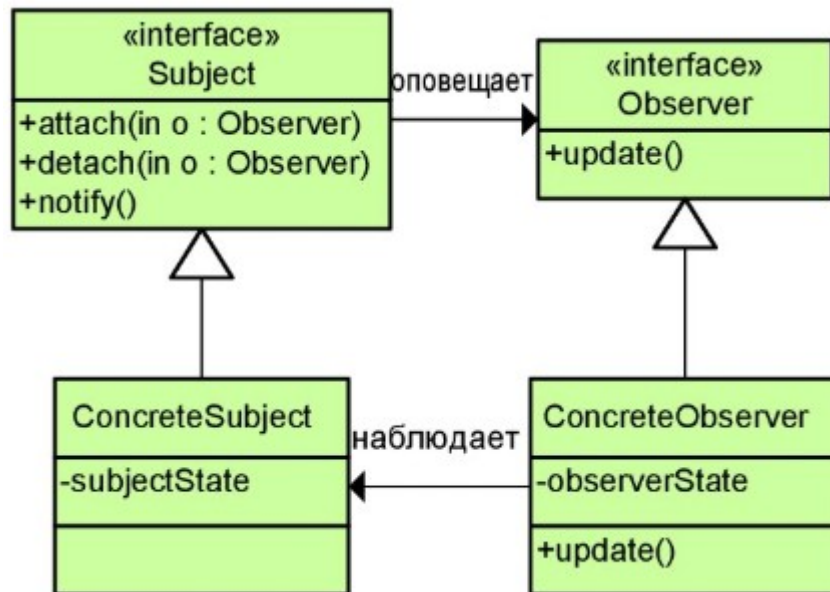 «interface»
Subject
+attach(in o : Observer)
+detach(in o : Observer)
+notify()
оповещает
«interface»
Observer
+update()
ConcreteSubject
-subjectState
наблюдает
ConcreteObserver
-observerState
+update()